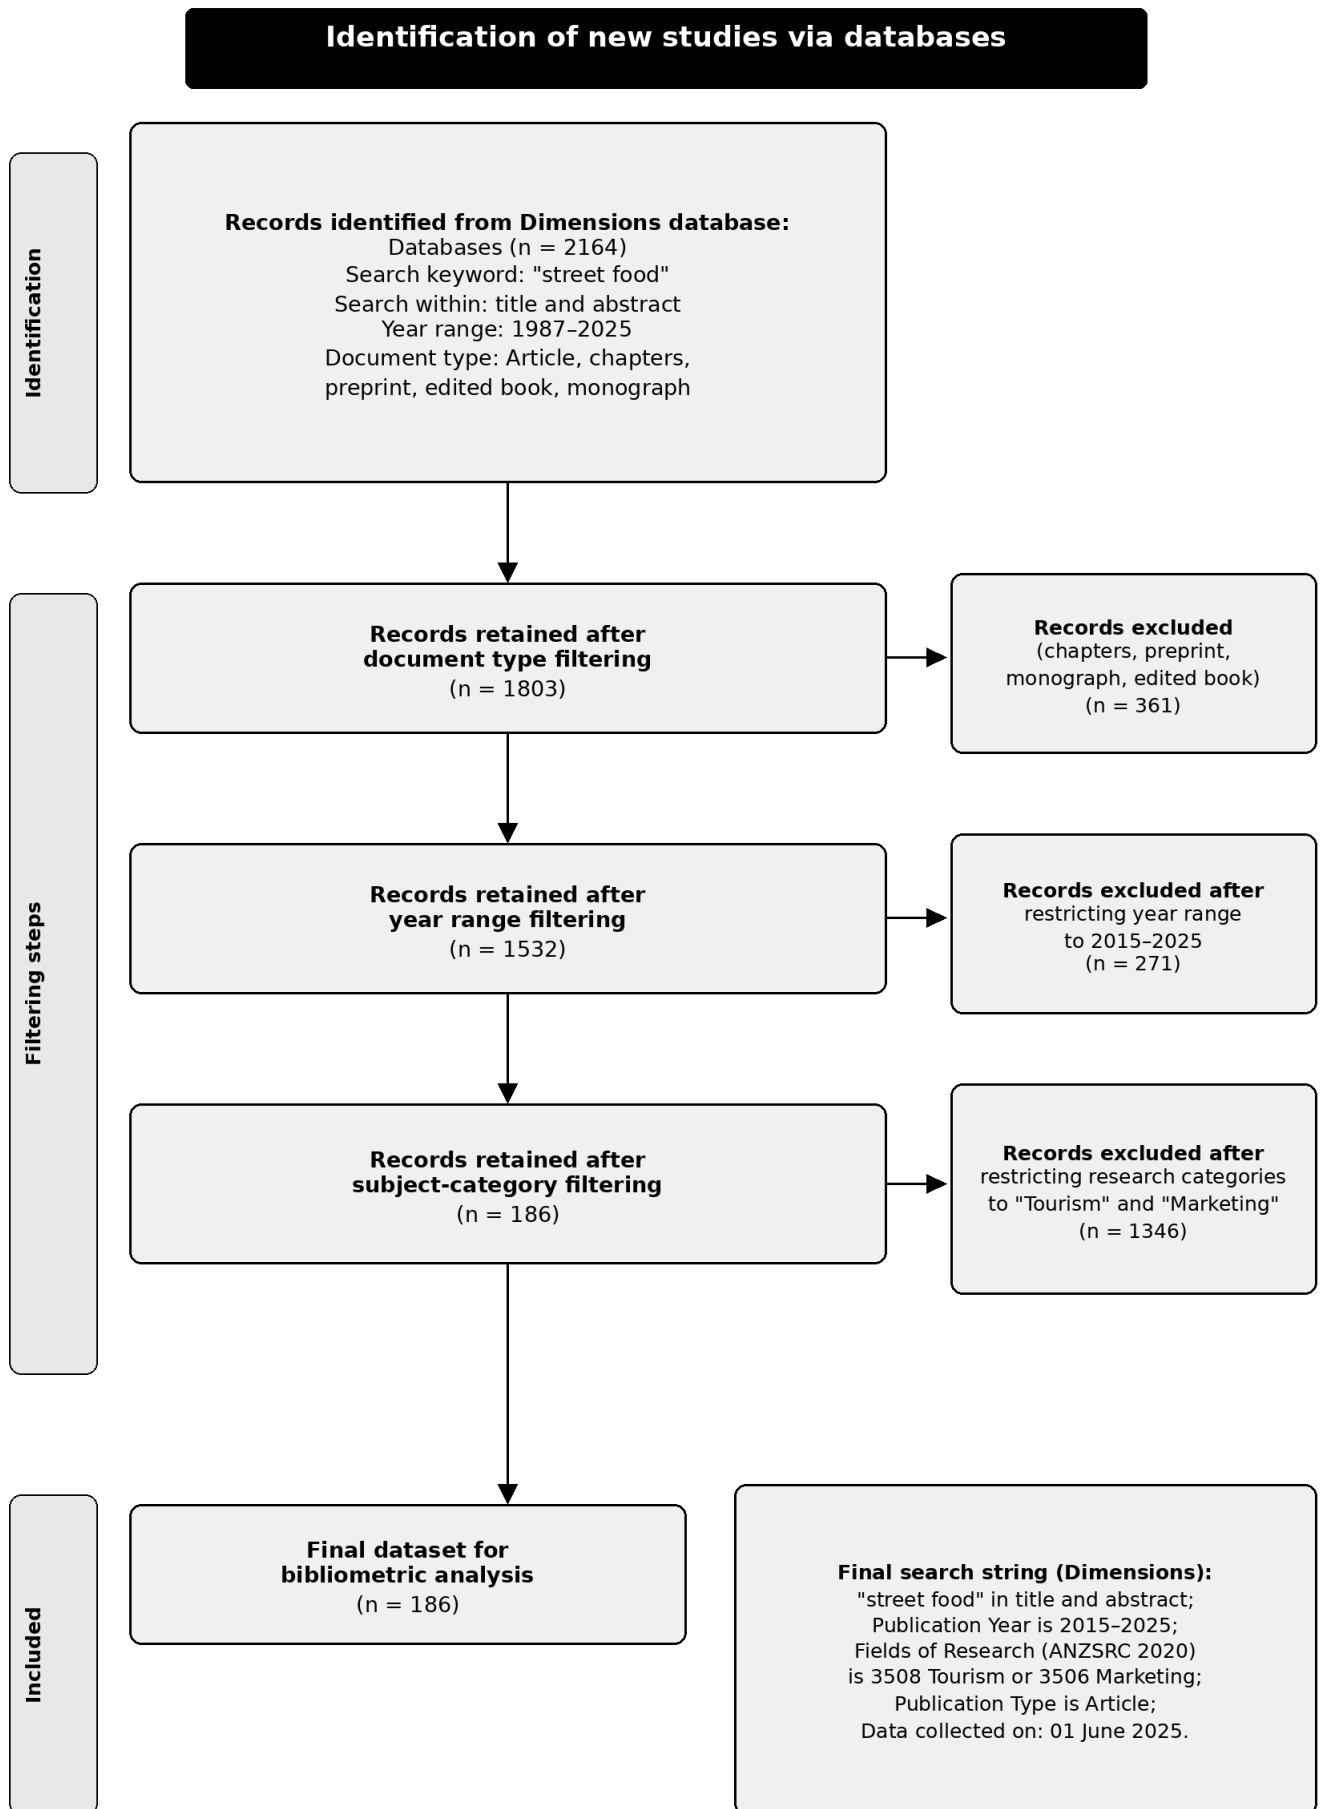 Identification of new studies via databases
Identification
Records identified from Dimensions database:
Databases (n = 2164)
Search keyword: "street food"
Search within: title and abstract
Year range: 1987–2025
Document type: Article, chapters,
preprint, edited book, monograph
Filtering steps
Records retained after
document type filtering
(n = 1803)
Records excluded
(chapters, preprint,
monograph, edited book)
(n = 361)
Records retained after
year range filtering
(n = 1532)
Records excluded after
restricting year range
to 2015–2025
(n = 271)
Records retained after
subject-category filtering
(n = 186)
Records excluded after
restricting research categories
to "Tourism" and "Marketing"
(n = 1346)
Included
Final dataset for
bibliometric analysis
(n = 186)
Final search string (Dimensions):
"street food" in title and abstract;
Publication Year is 2015–2025;
Fields of Research (ANZSRC 2020)
is 3508 Tourism or 3506 Marketing;
Publication Type is Article;
Data collected on: 01 June 2025.